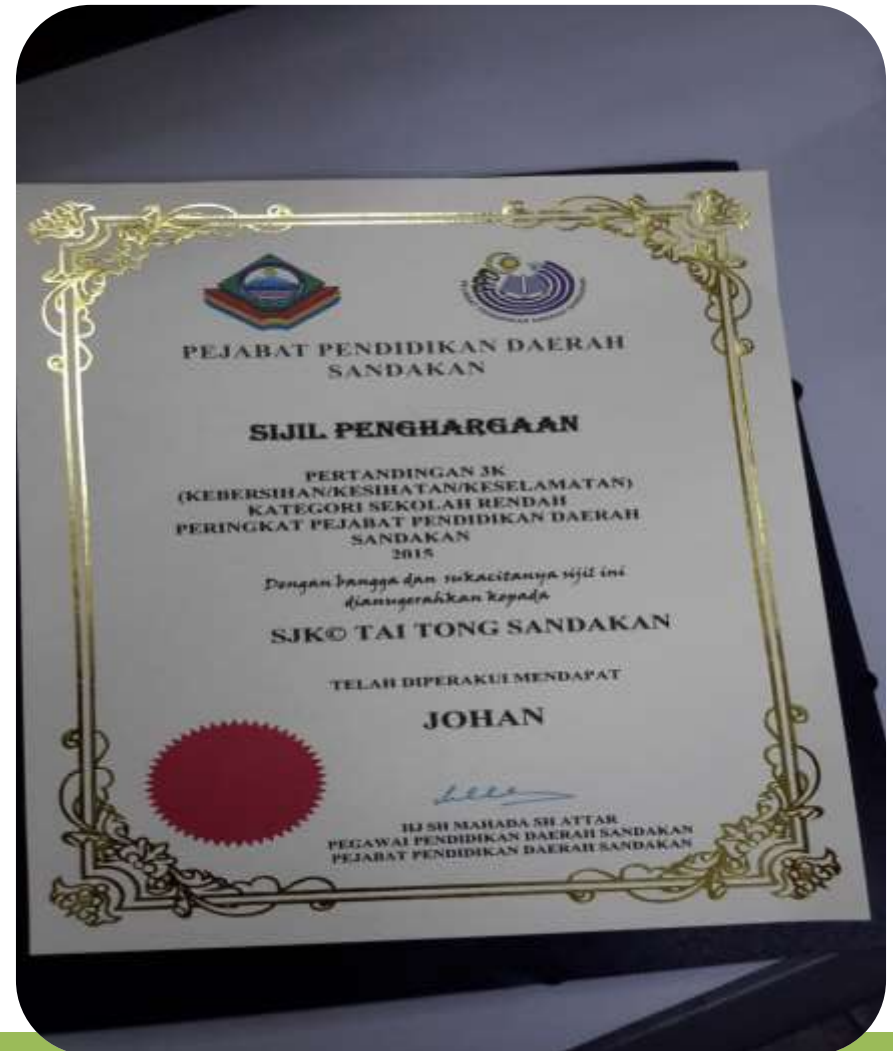 PEJABAT PENDIDIKAN DAERAH
SANDAKAN
SIJIL PENGHARGAAN
PERTANDINGAN 3K
(KEBERSIHAN/KESIHATAN/KESELAMATAN)
KATEGORI SEKOLAH RENDAH
PERINGKAT PEJABAT PENDIDIKAN DAERAH
SANDAKAN
2015
Dengan bangga dan sukacitanya sijil ini
dianugerahkan kepada
SJK© TAI TONG SANDAKAN
TELAH DIPERAKUI MENDAPAT
JOHAN
HJ SH MAHADA SH ATTAR
PEGAWAI PENDIDIKAN DAERAH SANDAKAN
PEJABAT PENDIDIKAN DAERAH SANDAKAN